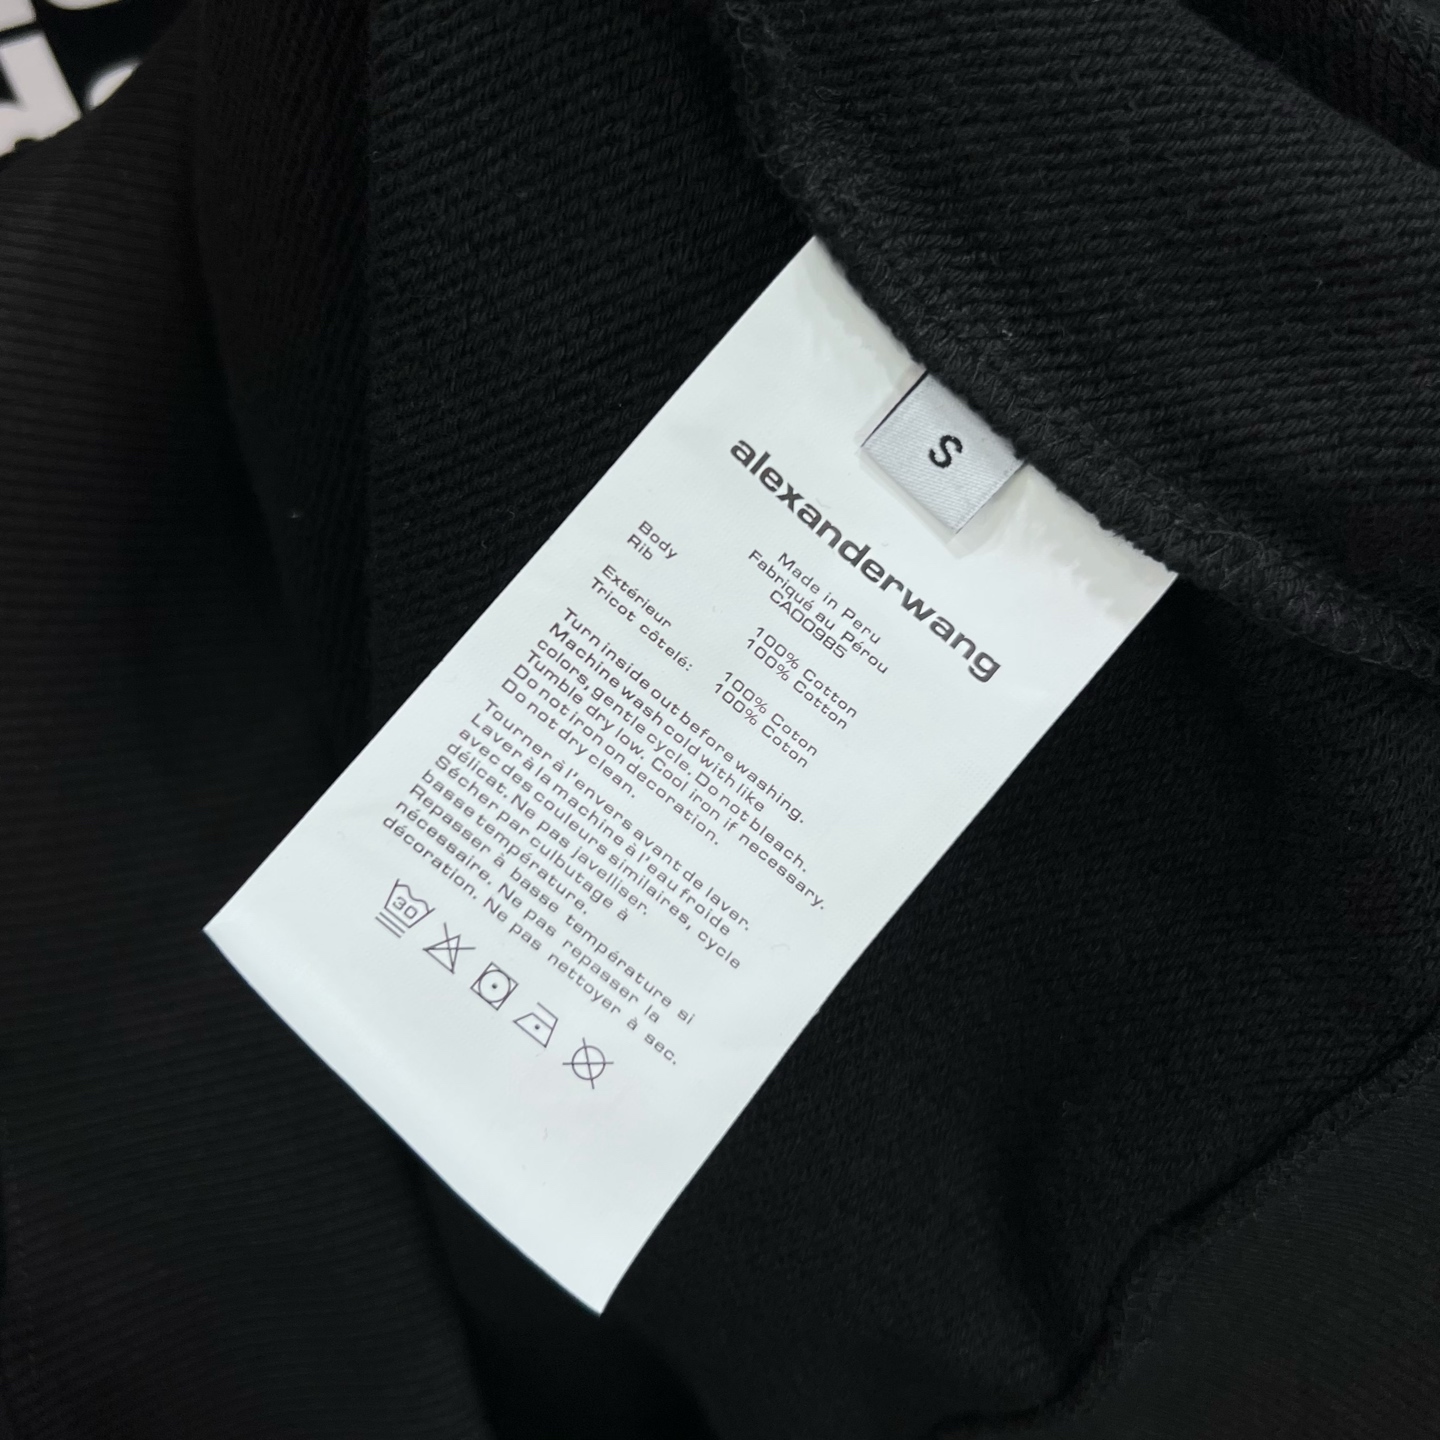 S
alexanderwang
Made in Peru
Fabriqué au Pérou
CA00985
Body 100% Cotton
Rib 100% Cotton
Extérieur 100% Coton
Tricot côtelé: 100% Coton
Turn inside out before washing.
Machine wash cold with like
colors, gentle cycle. Do not bleach.
Tumble dry low. Cool iron if necessary.
Do not iron on decoration.
Do not dry clean.
Tourner à l'envers avant de laver.
Laver à la machine à l'eau froide
avec des couleurs similaires, cycle
délicat. Ne pas javelliser.
Sécher par culbutage à
basse température.
Repasser à basse température si
nécessaire. Ne pas repasser la
décoration. Ne pas nettoyer à sec.
30